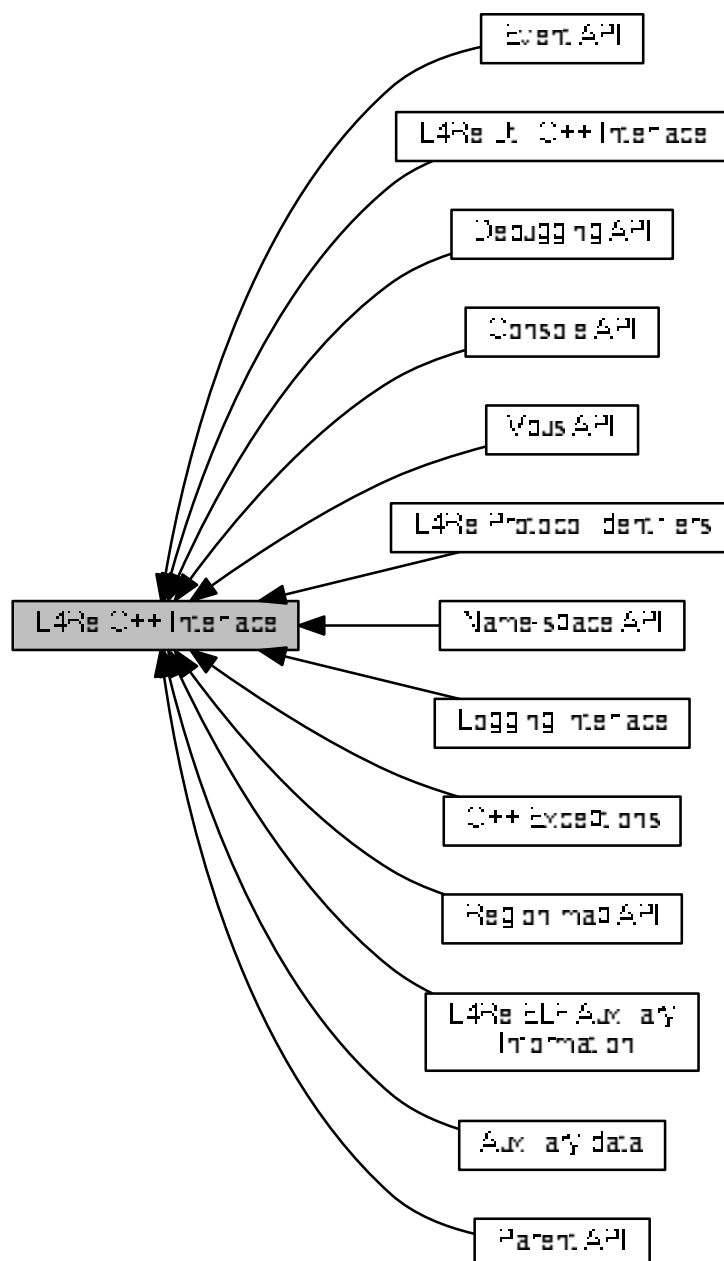 Event API
L4Re Util C++ Interface
Debugging API
Console API
Vbus API
L4Re Protocol identifiers
L4Re C++ Interface
Name-space API
Logging interface
C++ Exceptions
Region map API
L4Re ELF Auxiliary
Information
Auxiliary data
Parent API